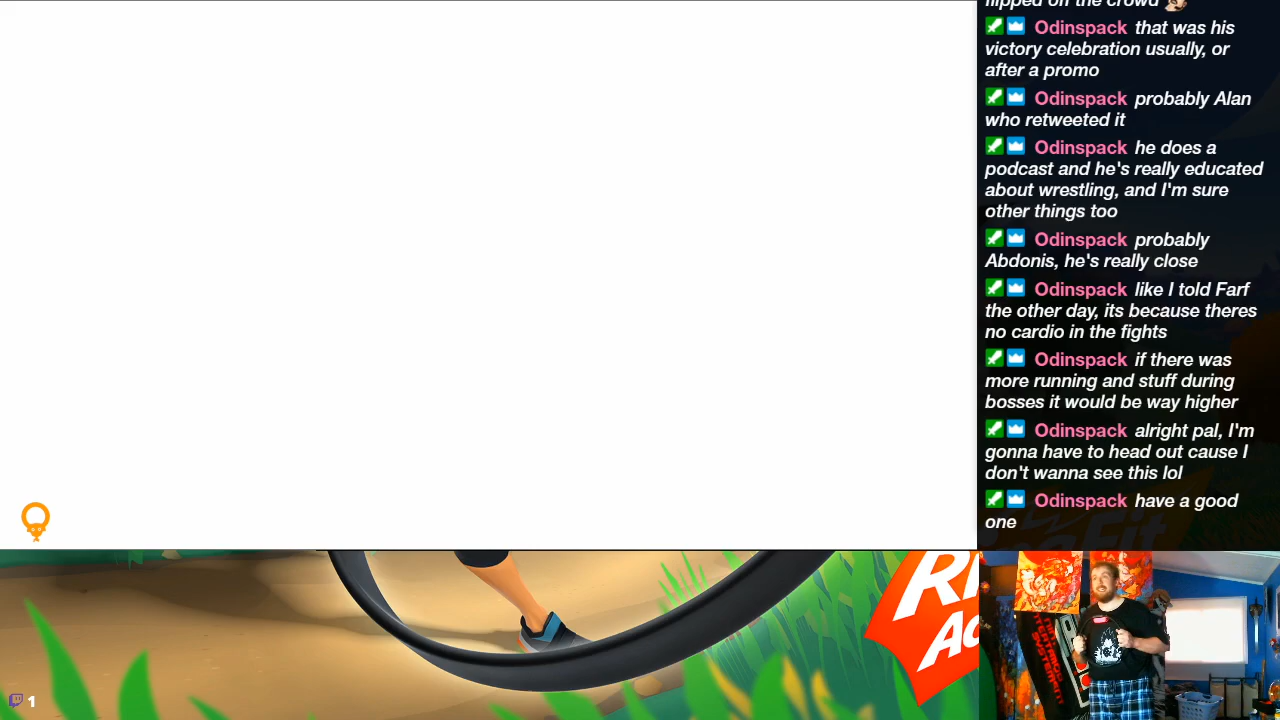 flipped off the crowd
Odinspack that was his
victory celebration usually, or
after a promo
Odinspack probably Alan
who retweeted it
Odinspack he does a
podcast and he's really educated
about wrestling, and I'm sure
other things too
Odinspack probably
Abdonis, he's really close
Odinspack like I told Farf
the other day, its because theres
no cardio in the fights
Odinspack if there was
more running and stuff during
bosses it would be way higher
Odinspack alright pal, I'm
gonna have to head out cause I
don't wanna see this lol
Odinspack have a good
one
1